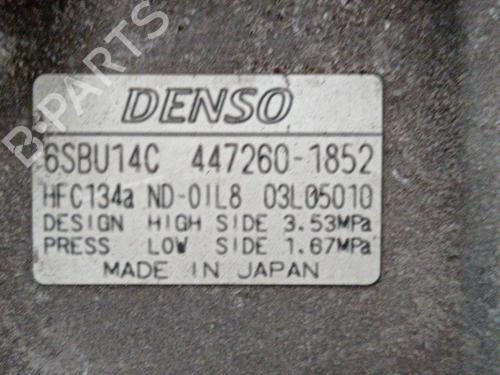 DENSO
6SBU14C 447260-1852
HFC134a ND-OIL8 03L05010
DESIGN HIGH SIDE 3.53MPa
PRESS LOW SIDE 1.67MPa
MADE IN JAPAN
B-PARTS